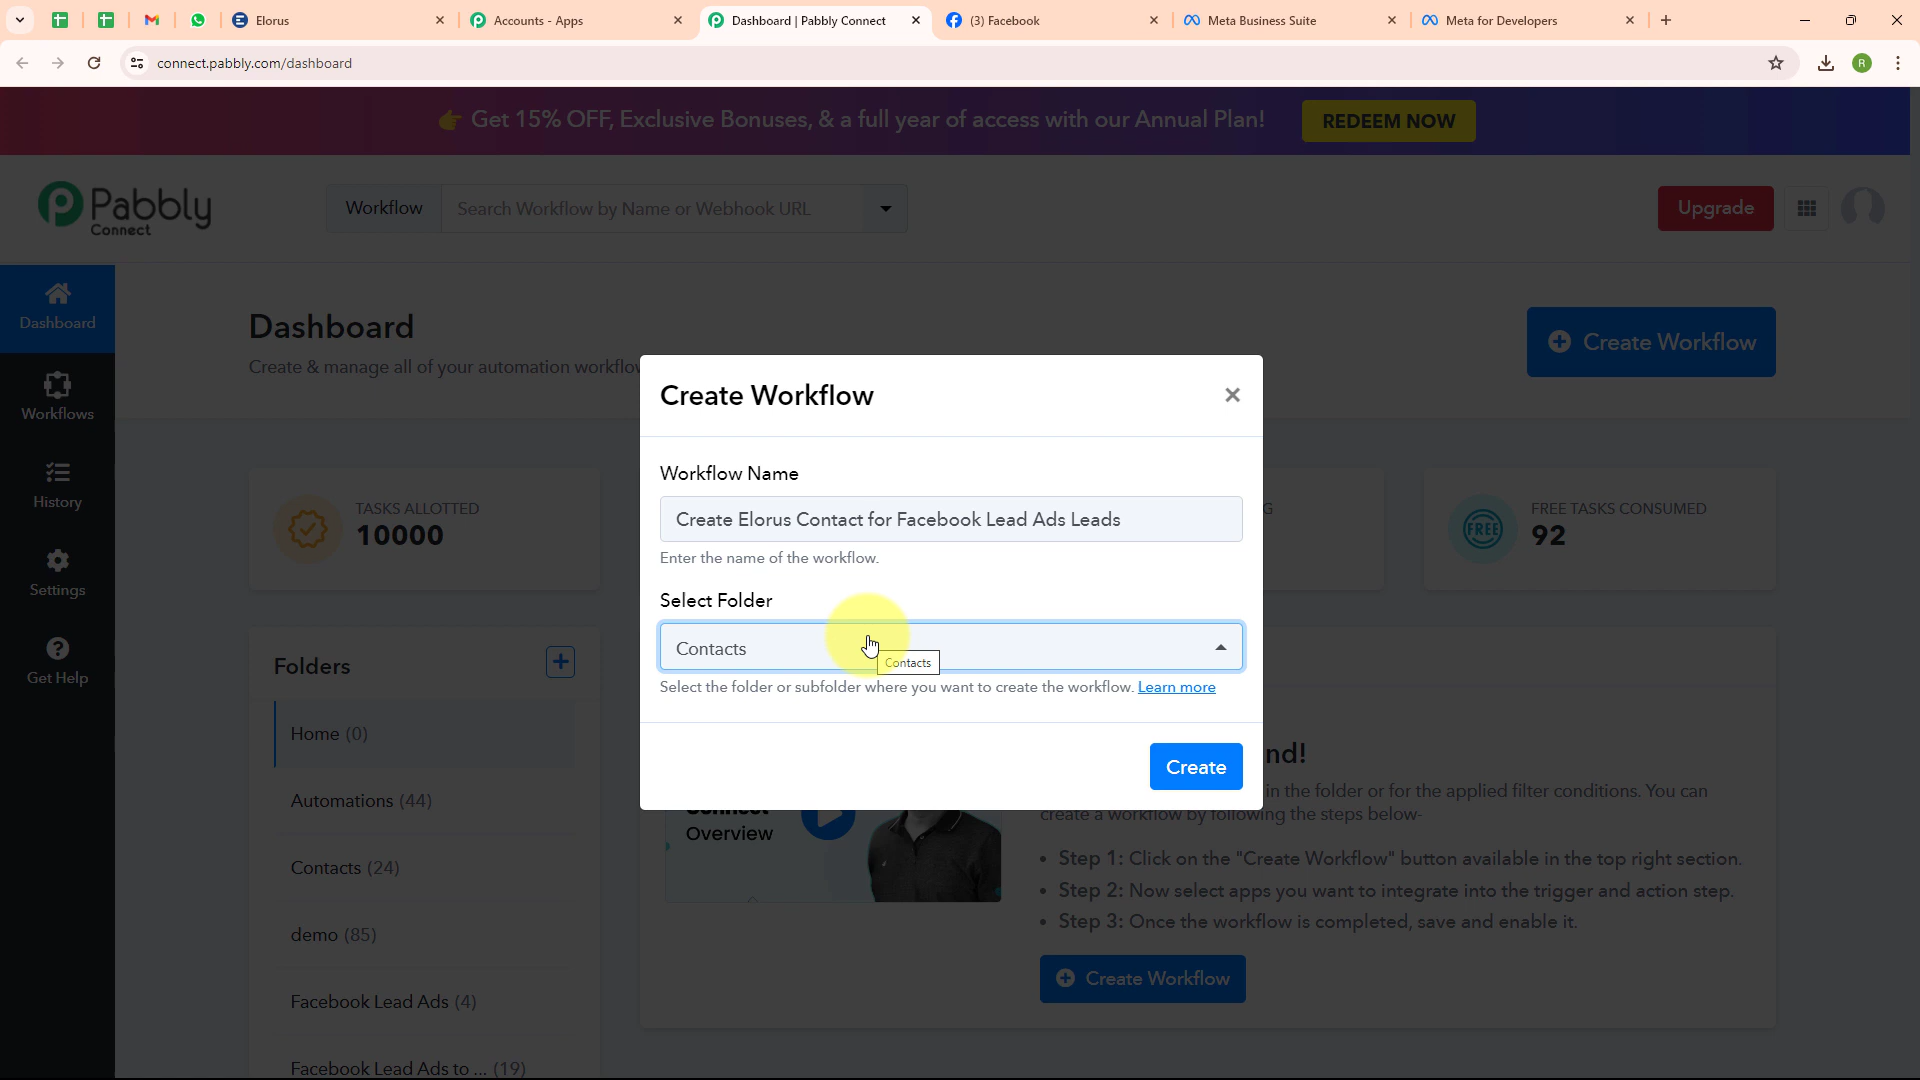 Elorus
Accounts - Apps
Dashboard | Pabbly Connect
(3) Facebook
Meta Business Suite
Meta for Developers
connect.pabbly.com/dashboard
R
Get 15% OFF, Exclusive Bonuses, & a full year of access with our Annual Plan!
REDEEM NOW
Pabbly
Connect
Workflow
Search Workflow by Name or Webhook URL
Upgrade
Dashboard
Workflows
History
Settings
Get Help
Dashboard
Create & manage all of your automation workflo
Create Workflow
TASKS ALLOTTED
10000
G
FREE
FREE TASKS CONSUMED
92
Create Workflow
Workflow Name
Create Elorus Contact for Facebook Lead Ads Leads
Enter the name of the workflow.
Select Folder
Contacts
Contacts
Select the folder or subfolder where you want to create the workflow. Learn more
Create
Folders
Home (0)
Automations (44)
Contacts (24)
demo (85)
Facebook Lead Ads (4)
Facebook Lead Ads to ... (19)
Connect
Overview
nd!
in the folder or for the applied filter conditions. You can
create a workflow by following the steps below-
Step 1: Click on the "Create Workflow" button available in the top right section.
Step 2: Now select apps you want to integrate into the trigger and action step.
Step 3: Once the workflow is completed, save and enable it.
Create Workflow